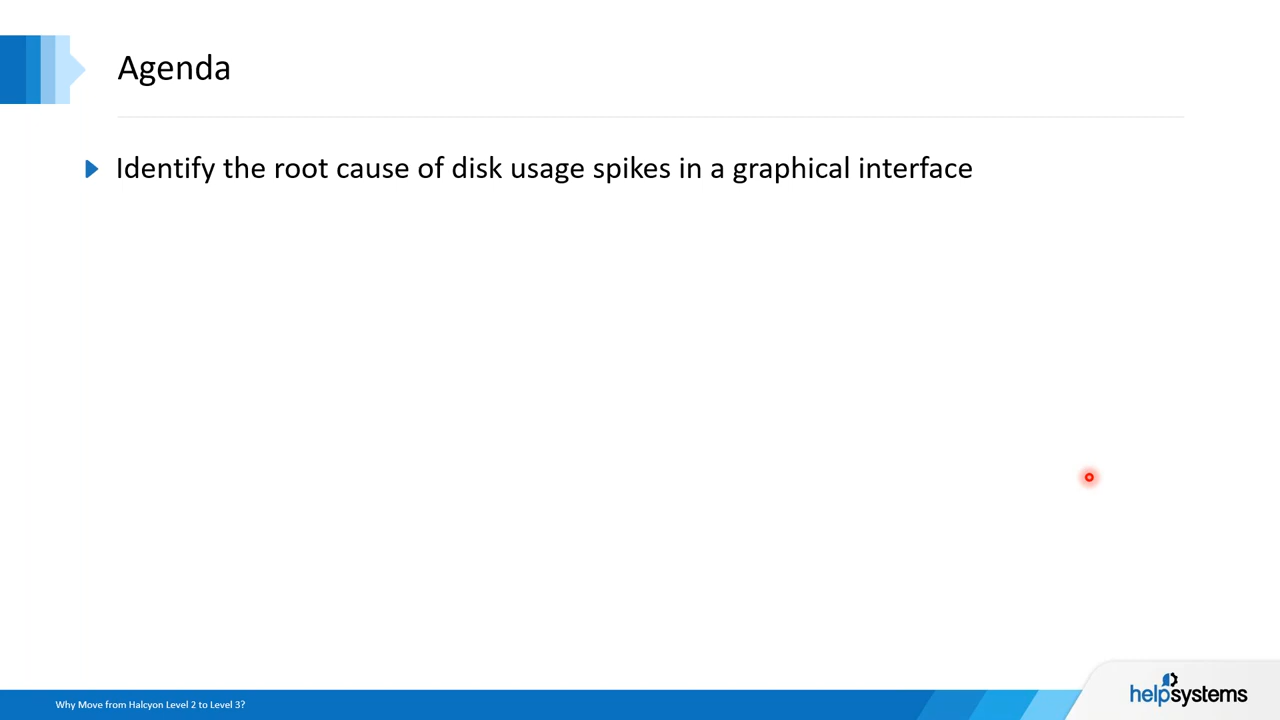 Agenda
Identify the root cause of disk usage spikes in a graphical interface
Why Move from Halcyon Level 2 to Level 3?
helpsystems